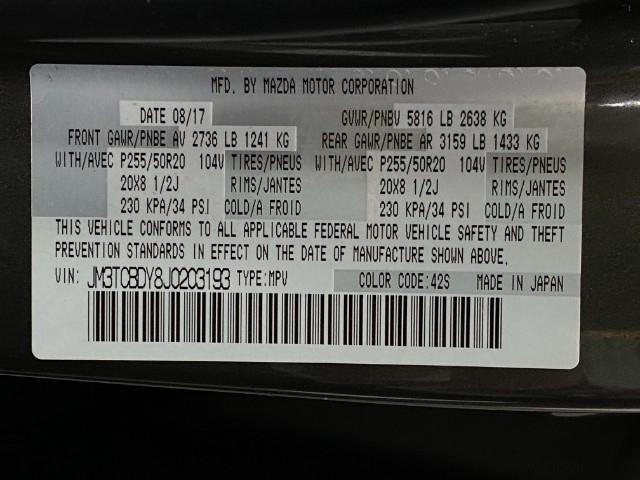 MFD. BY MAZDA MOTOR CORPORATION
DATE 08/17 GVWR/PNBV 5816 LB 2638 KG
FRONT GAWR/PNBE AV 2736 LB 1241 KG REAR GAWR/PNBE AR 3159 LB 1433 KG
WITH/AVEC P255/50R20 104V TIRES/PNEUS WITH/AVEC P255/50R20 104V TIRES/PNEUS
20X8 1/2J RIMS/JANTES 20X8 1/2J RIMS/JANTES
230 KPA/34 PSI COLD/A FROID 230 KPA/34 PSI COLD/A FROID
THIS VEHICLE CONFORMS TO ALL APPLICABLE FEDERAL MOTOR VEHICLE SAFETY AND THEFT
PREVENTION STANDARDS IN EFFECT ON THE DATE OF MANUFACTURE SHOWN ABOVE.
VIN: JM3TCBDY8J0203193 TYPE:MPV COLOR CODE:42S MADE IN JAPAN